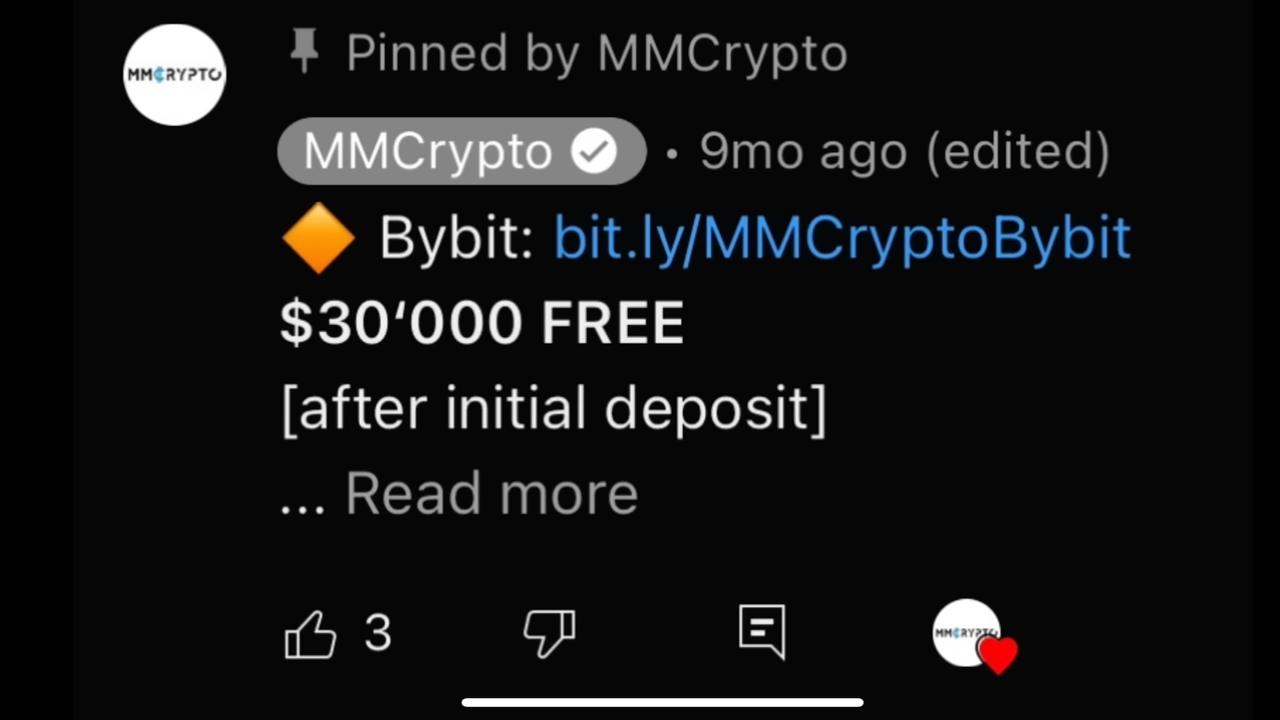 MMCRYPTO
Pinned by MMCrypto
MMCrypto • 9mo ago (edited)
🔶 Bybit: bit.ly/MMCryptoBybit
$30‘000 FREE
[after initial deposit]
... Read more
3
MMCRYPTO